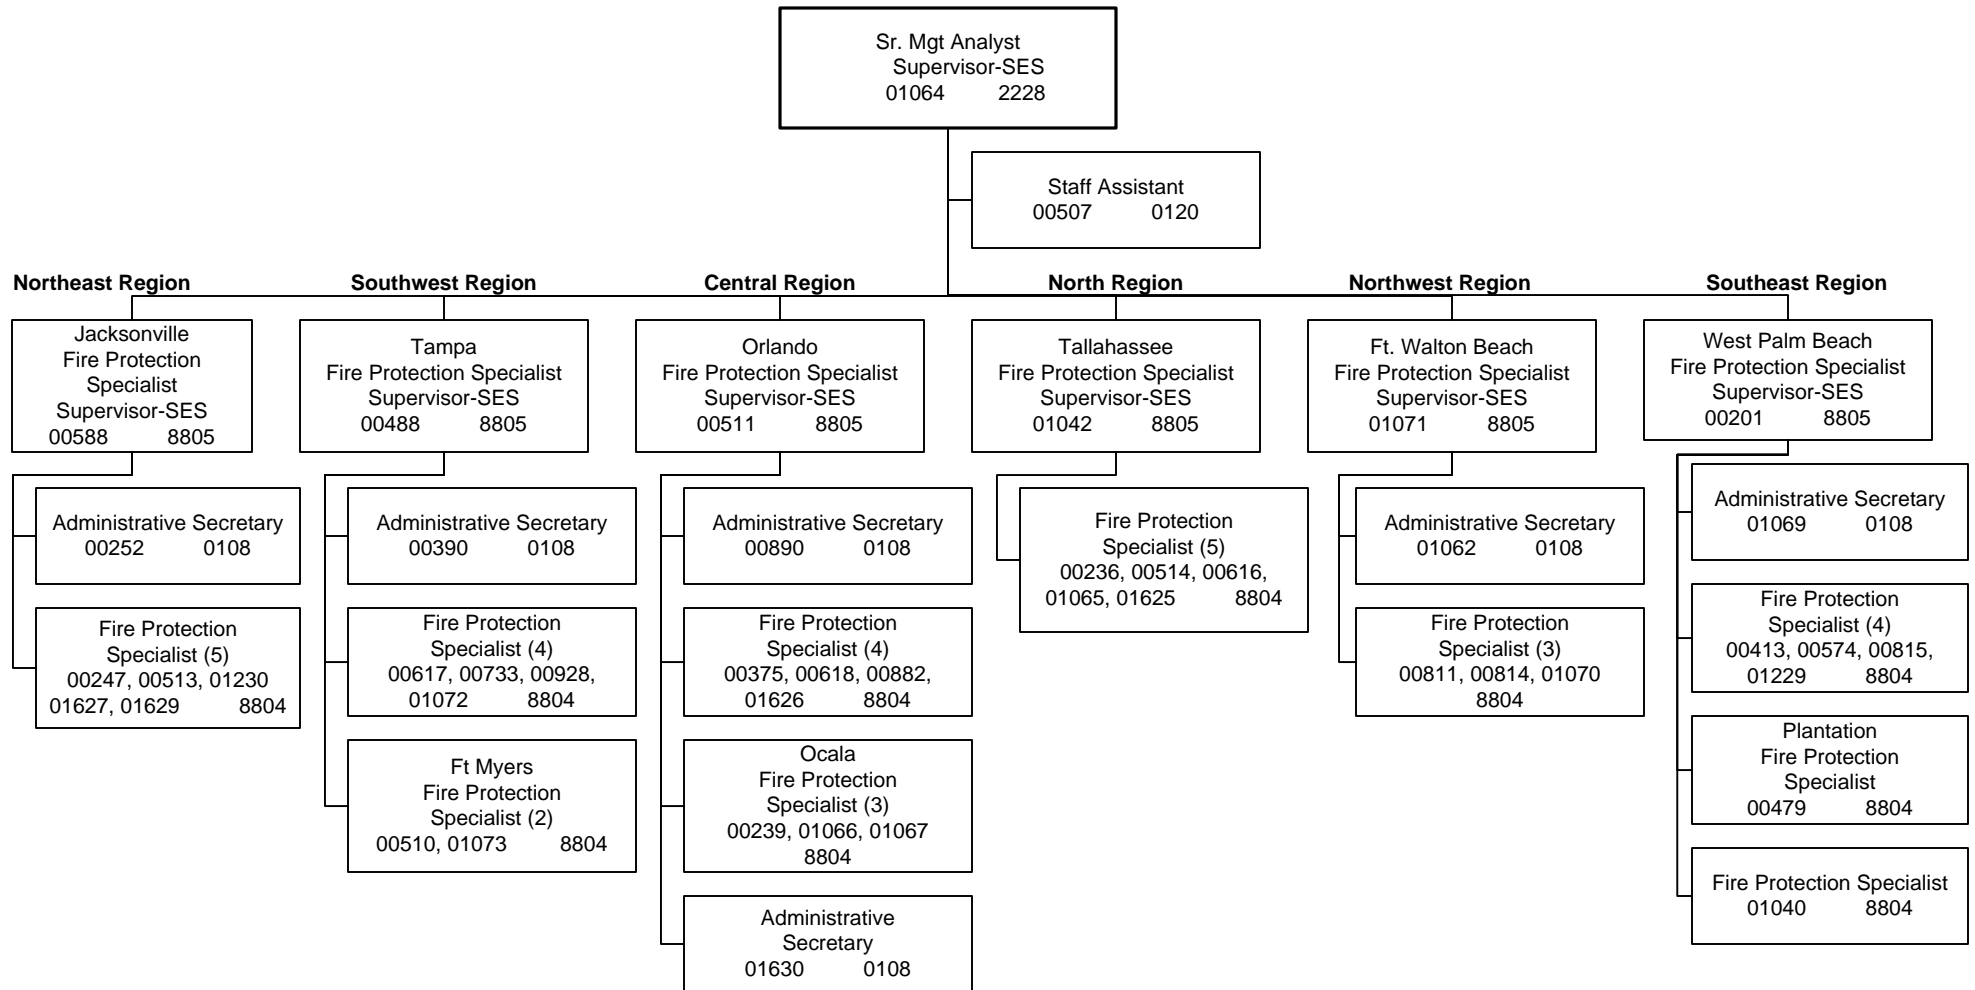 Sr. Mgt Analyst
Supervisor-SES
01064 2228
Staff Assistant
00507 0120
Northeast Region
Jacksonville
Fire Protection
Specialist
Supervisor-SES
00588 8805
Administrative Secretary
00252 0108
Fire Protection
Specialist (5)
00247, 00513, 01230
01627, 01629 8804
Southwest Region
Tampa
Fire Protection Specialist
Supervisor-SES
00488 8805
Administrative Secretary
00390 0108
Fire Protection
Specialist (4)
00617, 00733, 00928,
01072 8804
Ft Myers
Fire Protection
Specialist (2)
00510, 01073 8804
Central Region
Orlando
Fire Protection Specialist
Supervisor-SES
00511 8805
Administrative Secretary
00890 0108
Fire Protection
Specialist (4)
00375, 00618, 00882,
01626 8804
Ocala
Fire Protection
Specialist (3)
00239, 01066, 01067
8804
Administrative
Secretary
01630 0108
North Region
Tallahassee
Fire Protection Specialist
Supervisor-SES
01042 8805
Fire Protection
Specialist (5)
00236, 00514, 00616,
01065, 01625 8804
Northwest Region
Ft. Walton Beach
Fire Protection Specialist
Supervisor-SES
01071 8805
Administrative Secretary
01062 0108
Fire Protection
Specialist (3)
00811, 00814, 01070
8804
Southeast Region
West Palm Beach
Fire Protection Specialist
Supervisor-SES
00201 8805
Administrative Secretary
01069 0108
Fire Protection
Specialist (4)
00413, 00574, 00815,
01229 8804
Plantation
Fire Protection
Specialist
00479 8804
Fire Protection Specialist
01040 8804